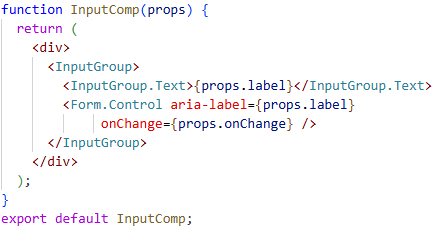 function InputComp(props) {
  return (
    <div>
      <InputGroup>
        <InputGroup.Text>{props.label}</InputGroup.Text>
        <Form.Control aria-label={props.label}
            onChange={props.onChange} />
      </InputGroup>
    </div>
  );
}
export default InputComp;